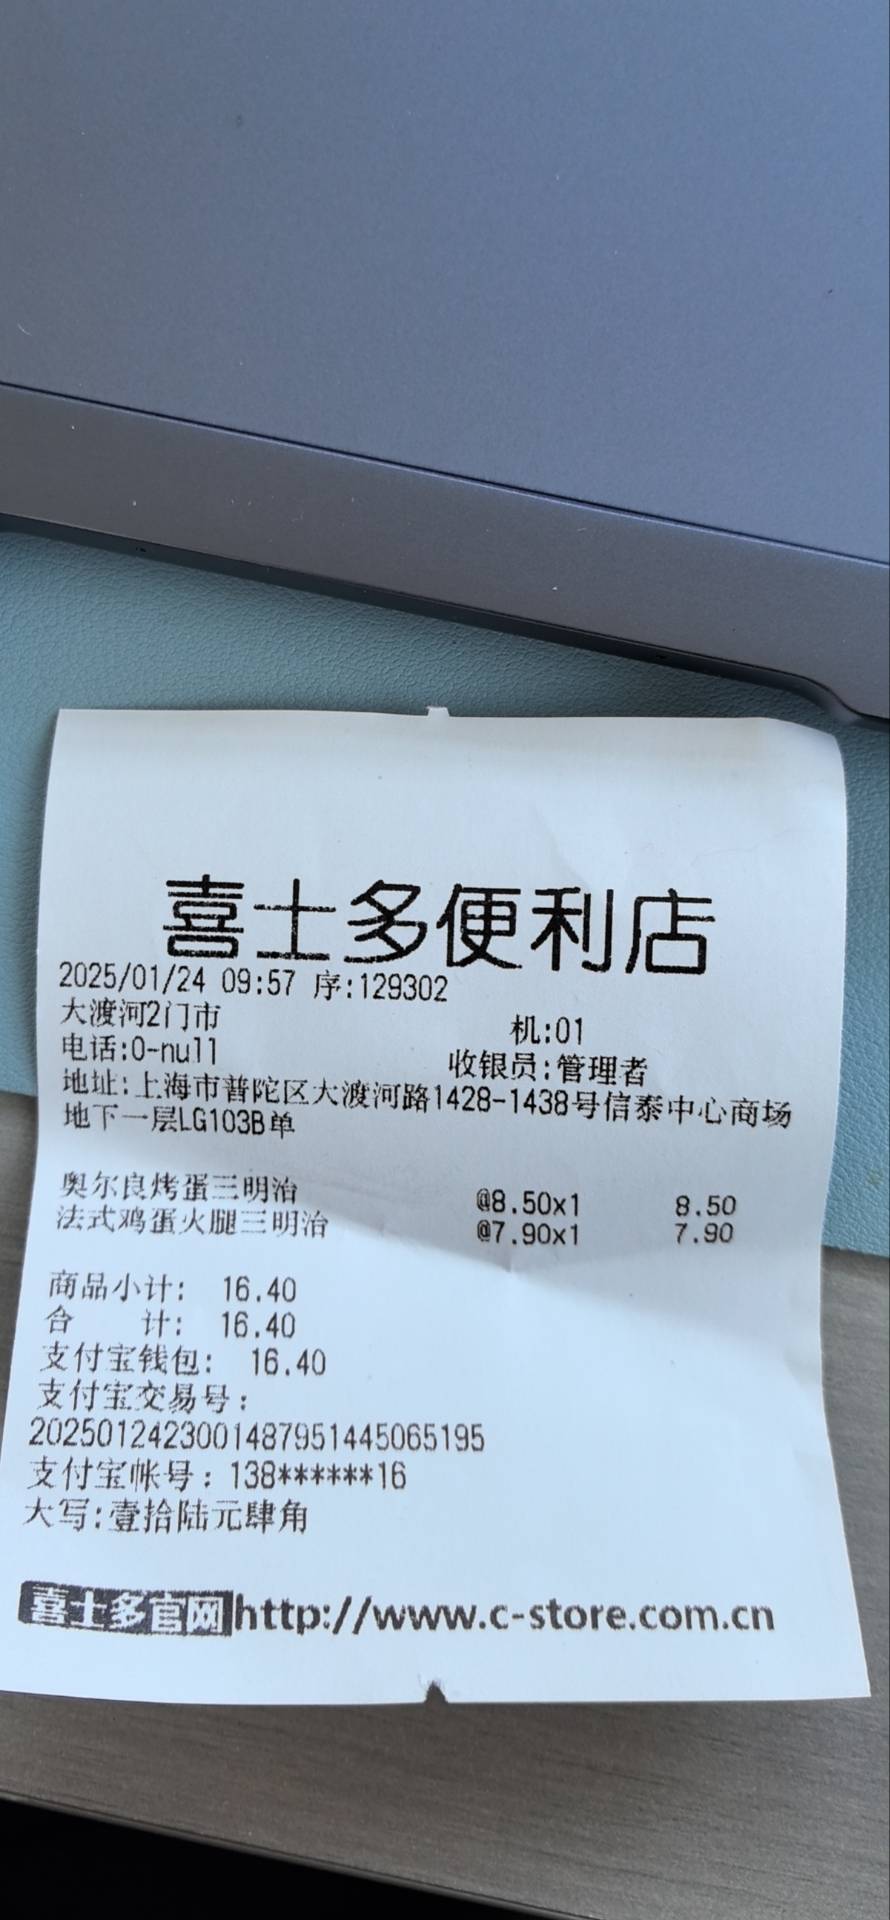 喜士多便利店
2025/01/24 09:57 序:129302
大渡河2门市 机:01
电话:0-null 收银员:管理者
地址:上海市普陀区大渡河路1428-1438号信泰中心商场
地下一层LG103B单
奥尔良烤蛋三明治 @8.50x1 8.50
法式鸡蛋火腿三明治 @7.90x1 7.90
商品小计: 16.40
合 计: 16.40
支付宝钱包: 16.40
支付宝交易号:
2025012423001487951445065195
支付宝帐号:138******16
大写:壹拾陆元肆角
喜士多官网http://www.c-store.com.cn